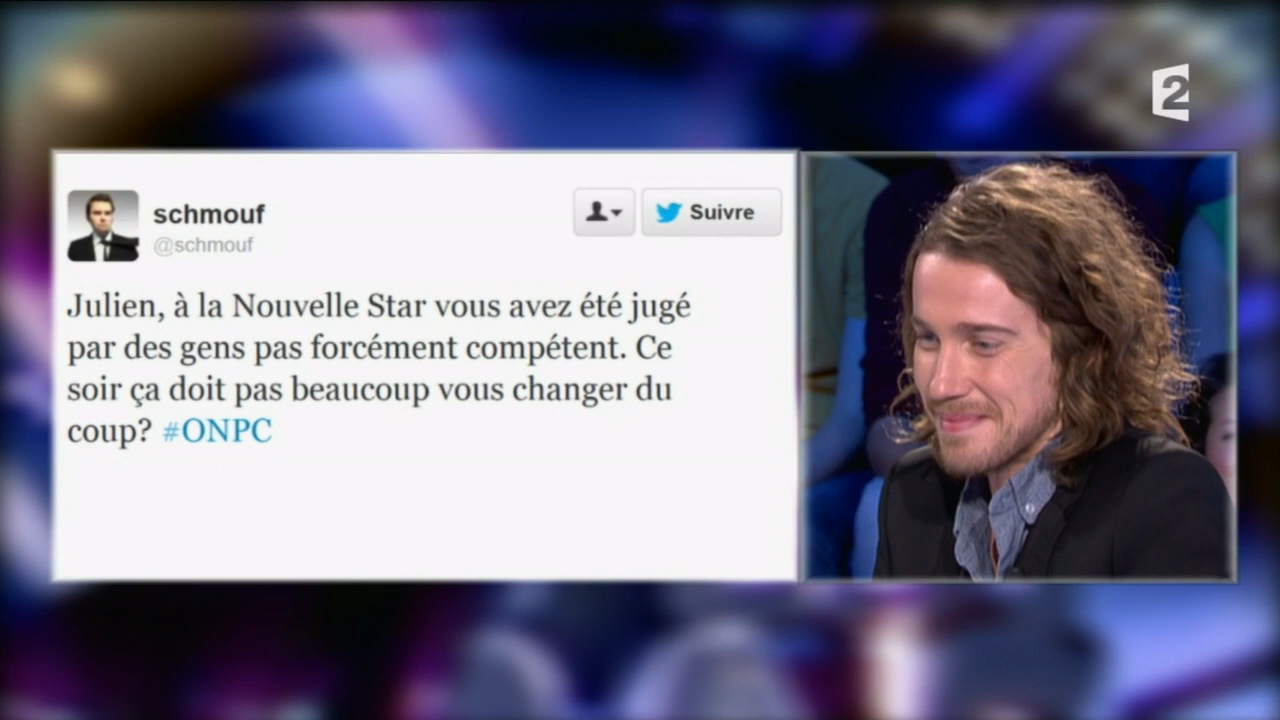 2
schmouf
@schmouf
Suivre
Julien, à la Nouvelle Star vous avez été jugé
par des gens pas forcément compétent. Ce
soir ça doit pas beaucoup vous changer du
coup? #ONPC